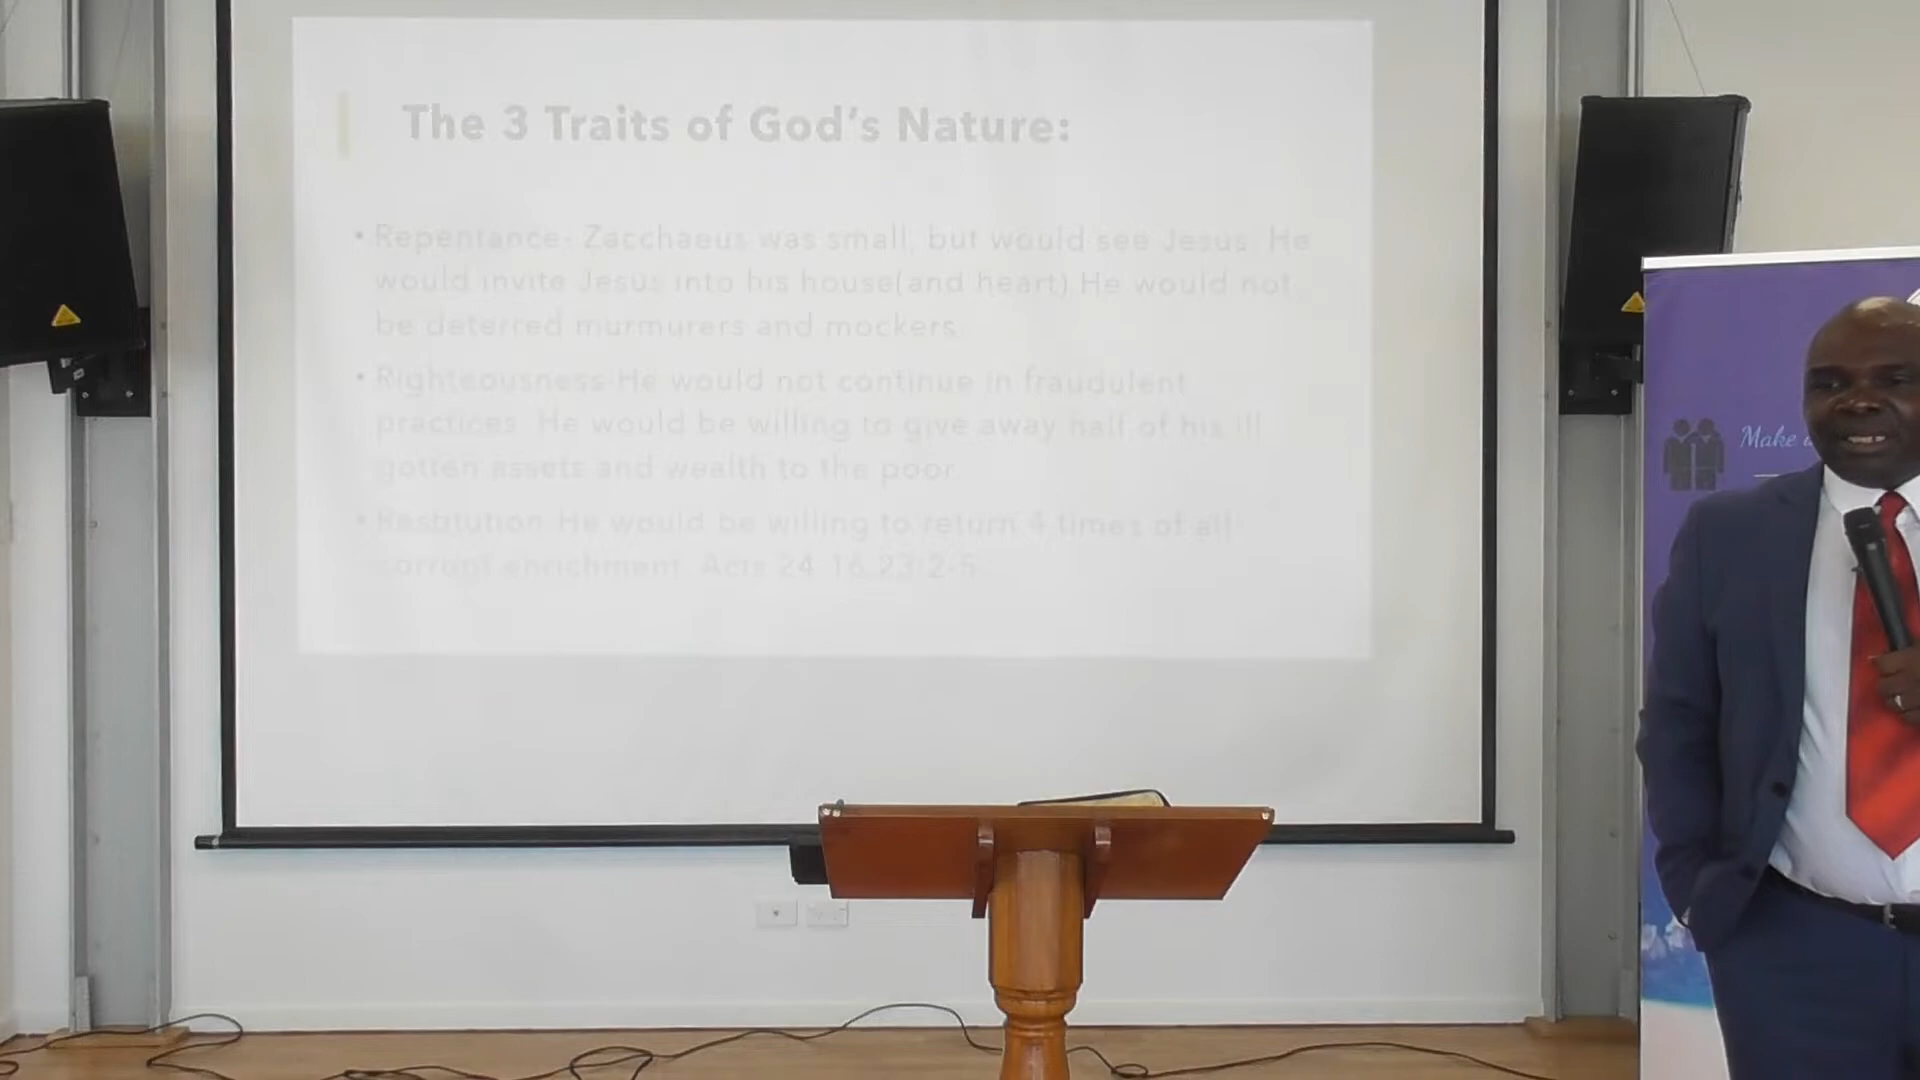 The 3 Traits of God's Nature:
• Repentance- Zacchaeus was small, but would see Jesus. He
would invite Jesus into his house(and heart).He would not
be deterred murmurers and mockers.
• Righteousness-He would not continue in fraudulent
practices. He would be willing to give away half of his ill
gotten assets and wealth to the poor.
• Restitution-He would be willing to return 4 times of all
corrupt enrichment. Acts 24:16,23:2-5.
Make